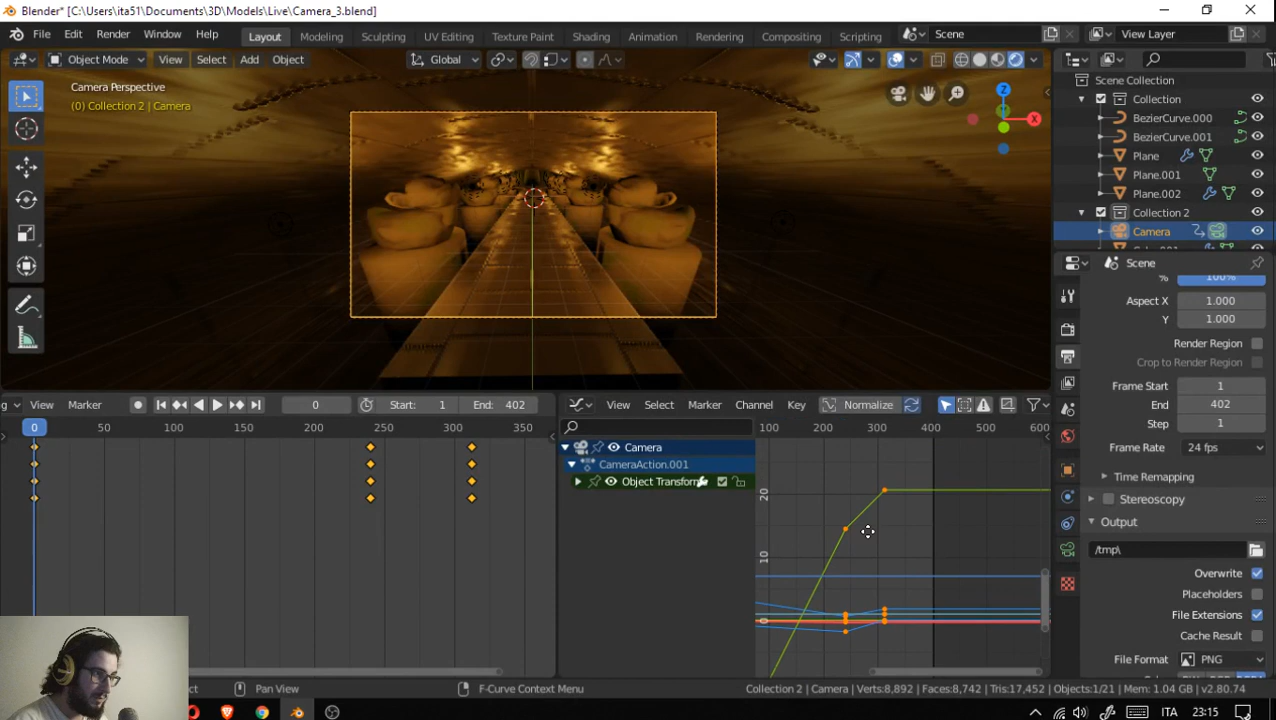 Blender* [C:\Users\ita51\Documents\3D\Models\Live\Camera_3.blend]
File Edit Render Window Help Layout Modeling Sculpting UV Editing Texture Paint Shading Animation Rendering Compositing Scripting Scene View Layer
Object Mode View Select Add Object Global
Camera Perspective
(0) Collection 2 | Camera
Z
X
Scene Collection
Collection
BezierCurve.000
BezierCurve.001
Plane
Plane.001
Plane.002
Collection 2
Camera
Scene
% 100%
Aspect X 1.000
Y 1.000
Render Region
Crop to Render Region
Frame Start 1
End 402
Step 1
Frame Rate 24 fps
Time Remapping
Stereoscopy
Output
/tmp\
Overwrite
Placeholders
File Extensions
Cache Result
File Format PNG
View Marker 0 Start: 1 End: 402
0 50 100 150 200 250 300 350
View Select Marker Channel Key Normalize
100 200 300 400 500 600
Camera
CameraAction.001
Object Transform
20
10
0
Pan View F-Curve Context Menu Collection 2 | Camera | Verts:8,892 | Faces:8,742 | Tris:17,452 | Objects:1/21 | Mem: 1.04 GB | v2.80.74
ITA 23:15